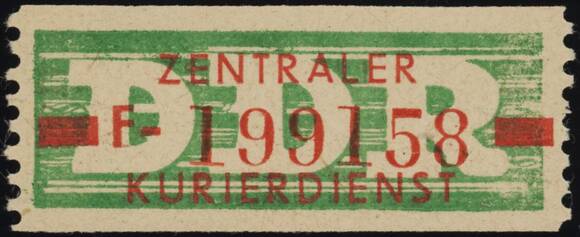 ZENTRALER
DDR
F-199158
KURIERDIENST